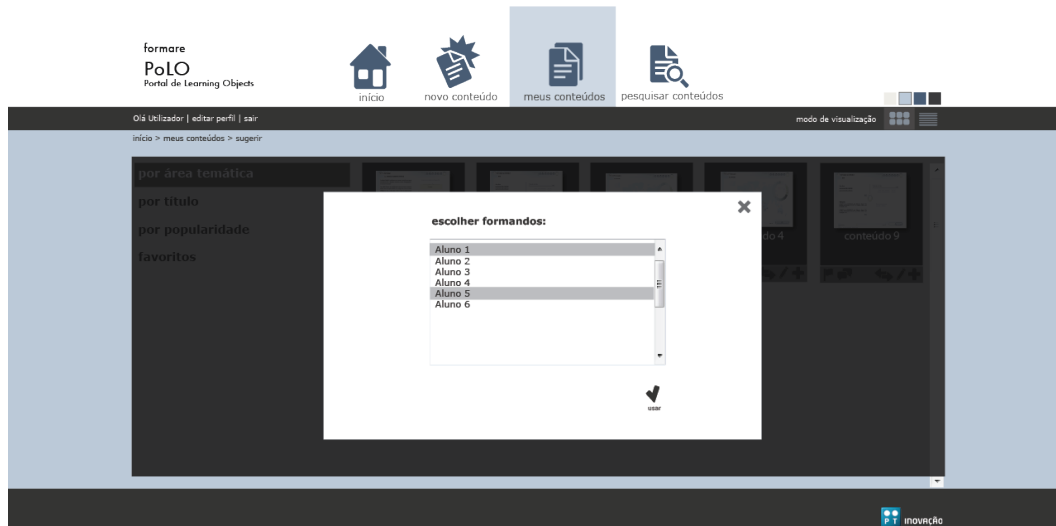 formare
PoLO
Portal de Learning Objects
início
novo conteúdo
meus conteúdos
pesquisar conteúdos
Olá Utilizador | editar perfil | sair
modo de visualização
início > meus conteúdos > sugerir
por área temática
por título
por popularidade
favoritos
do 4
conteúdo 9
escolher formandos:
Aluno 1
Aluno 2
Aluno 3
Aluno 4
Aluno 5
Aluno 6
usar
PT inovação